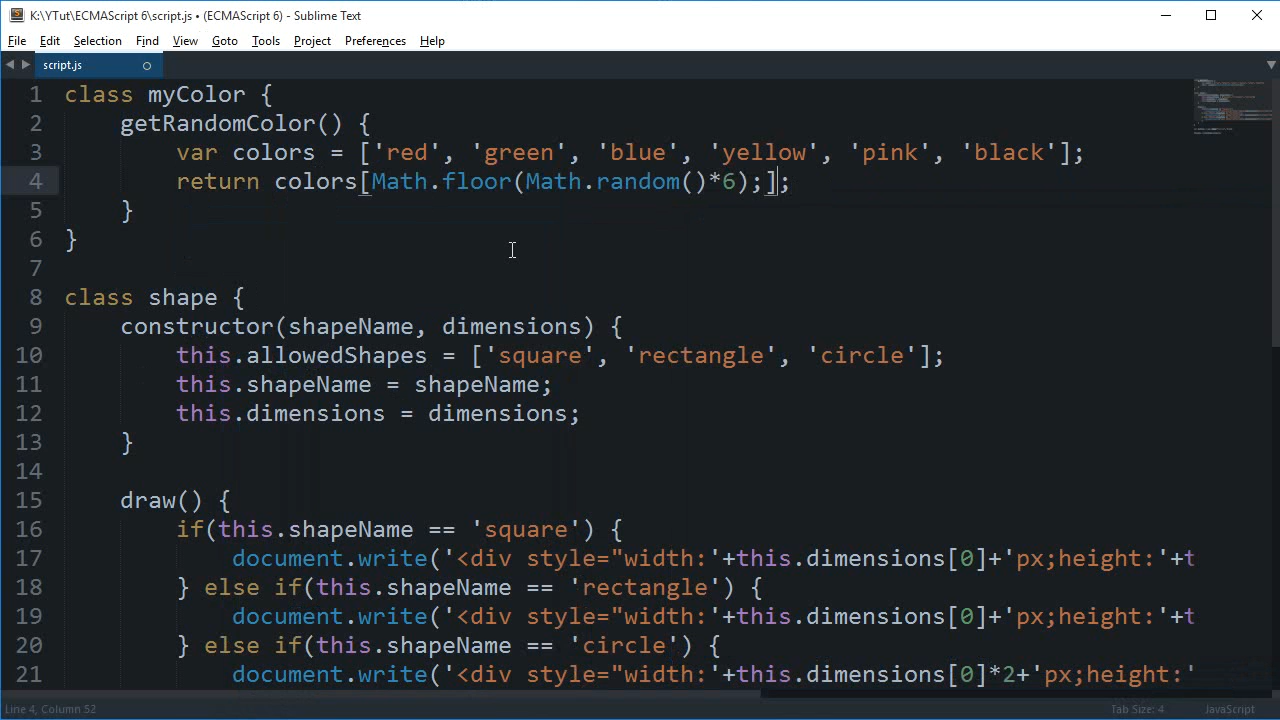 K:\YTut\ECMAScript 6\script.js • (ECMAScript 6) - Sublime Text
File Edit Selection Find View Goto Tools Project Preferences Help
script.js
1 class myColor {
2 getRandomColor() {
3 var colors = ['red', 'green', 'blue', 'yellow', 'pink', 'black'];
4 return colors[Math.floor(Math.random()*6);];
5 }
6 }
7
8 class shape {
9 constructor(shapeName, dimensions) {
10 this.allowedShapes = ['square', 'rectangle', 'circle'];
11 this.shapeName = shapeName;
12 this.dimensions = dimensions;
13 }
14
15 draw() {
16 if(this.shapeName == 'square') {
17 document.write('<div style="width:'+this.dimensions[0]+'px;height:'+t
18 } else if(this.shapeName == 'rectangle') {
19 document.write('<div style="width:'+this.dimensions[0]+'px;height:'+t
20 } else if(this.shapeName == 'circle') {
21 document.write('<div style="width:'+this.dimensions[0]*2+'px;height:'
Line 4, Column 52 Tab Size: 4 JavaScript